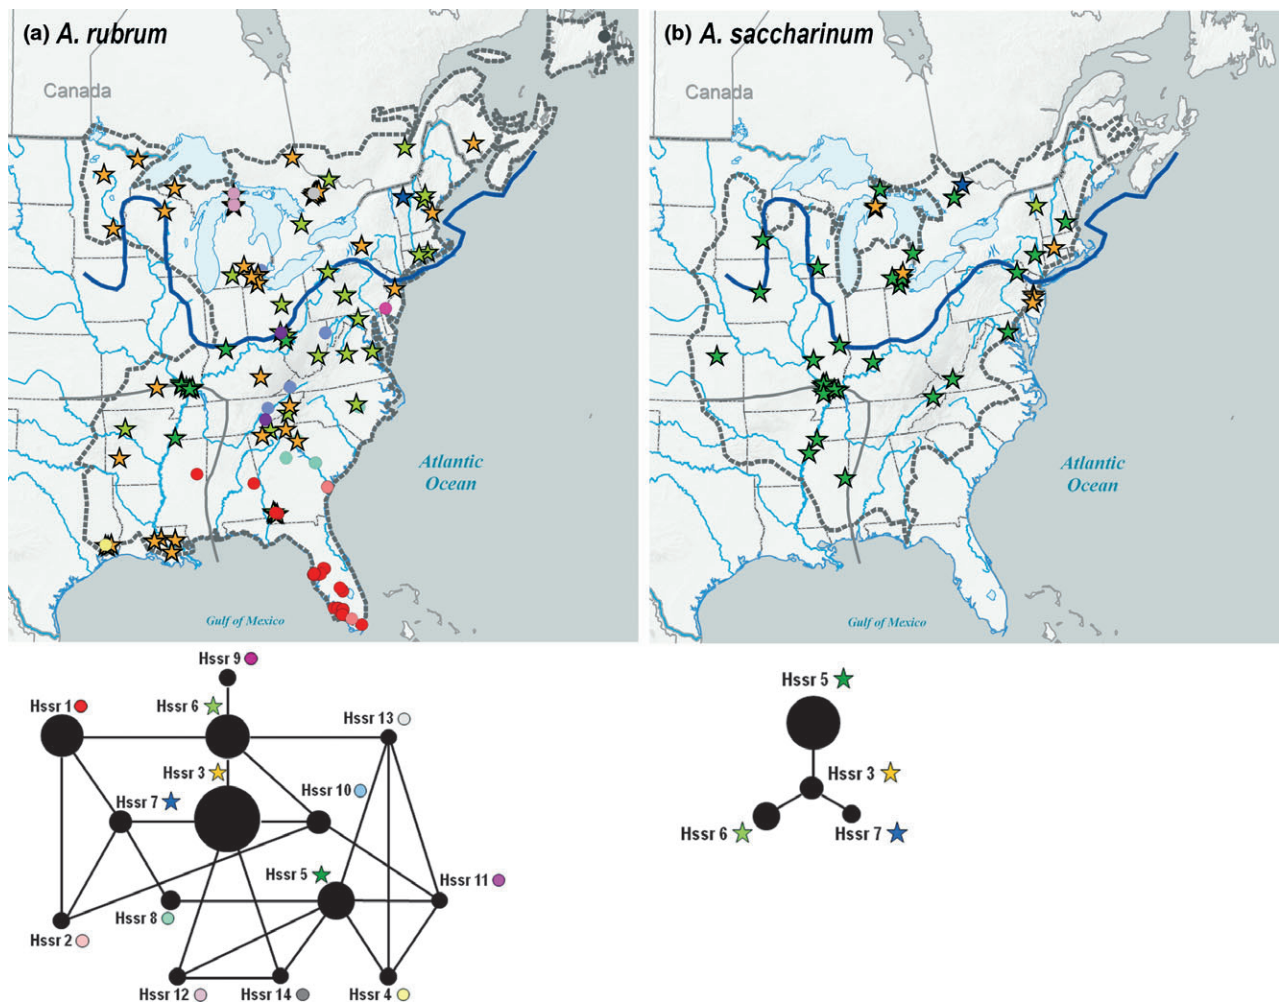 (a) A. rubrum
Canada
Atlantic
Ocean
Gulf of Mexico
(b) A. saccharinum
Canada
Atlantic
Ocean
Gulf of Mexico
Hssr 9
Hssr 1
Hssr 6
Hssr 13
Hssr 3
Hssr 7
Hssr 10
Hssr 5
Hssr 11
Hssr 8
Hssr 2
Hssr 12
Hssr 14
Hssr 4
Hssr 5
Hssr 3
Hssr 6
Hssr 7